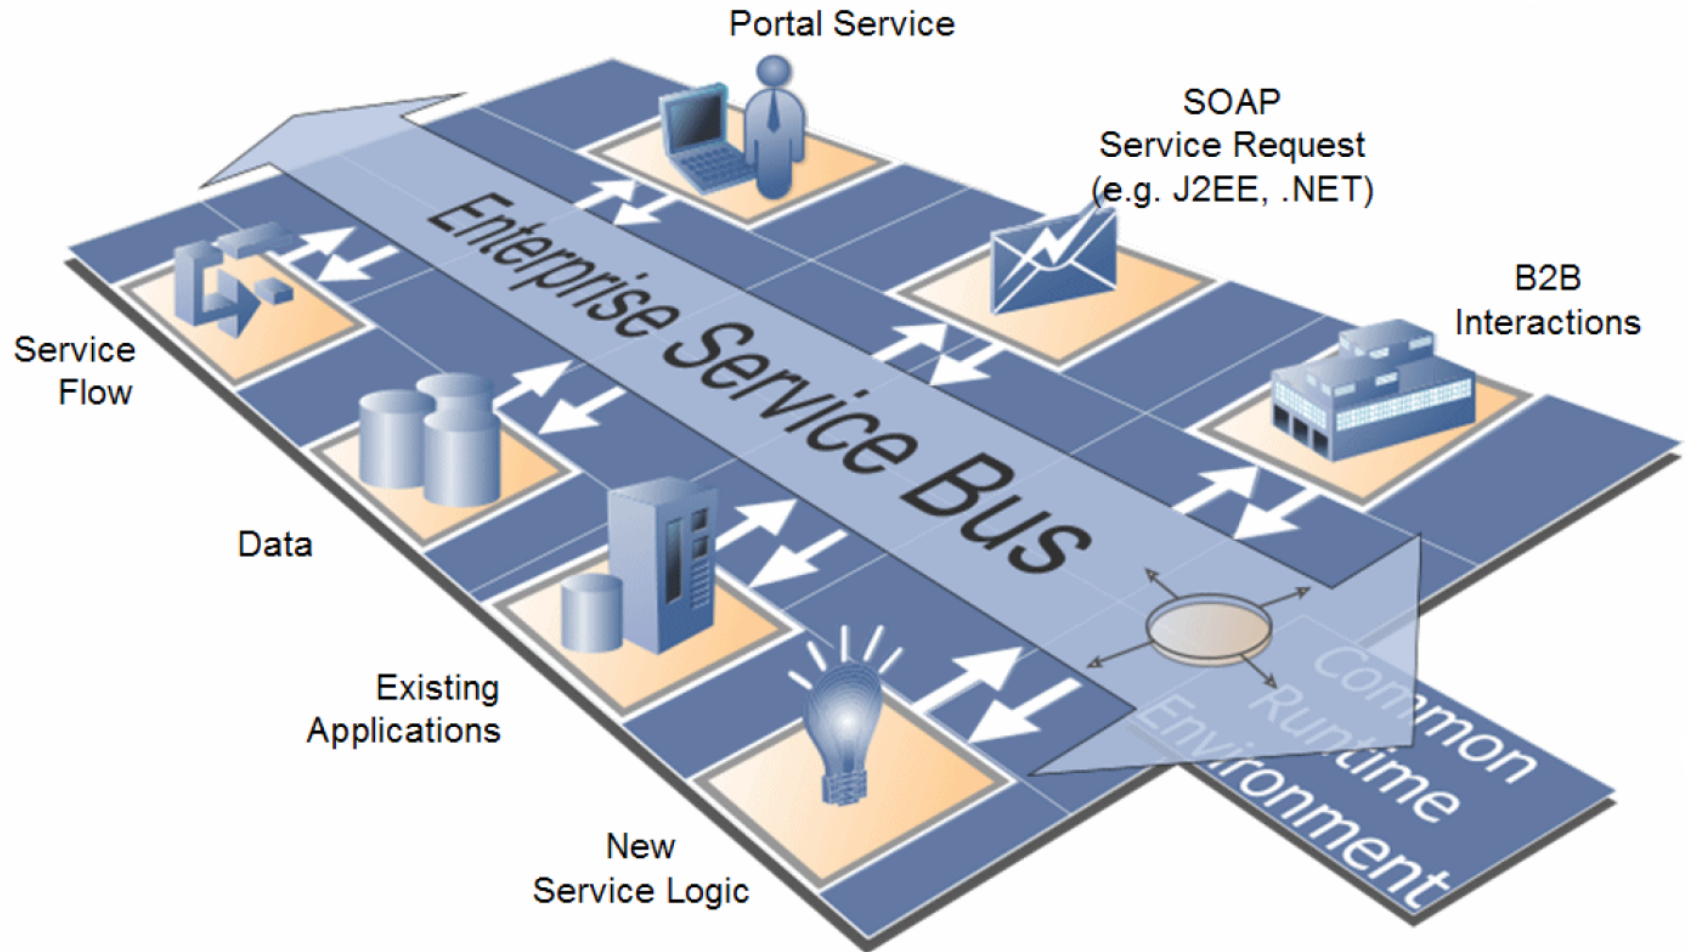 Portal Service
SOAP
Service Request
(e.g. J2EE, .NET)
B2B
Interactions
Enterprise Service Bus
Service
Flow
Data
Existing
Applications
New
Service Logic
Common
Runtime
Environment